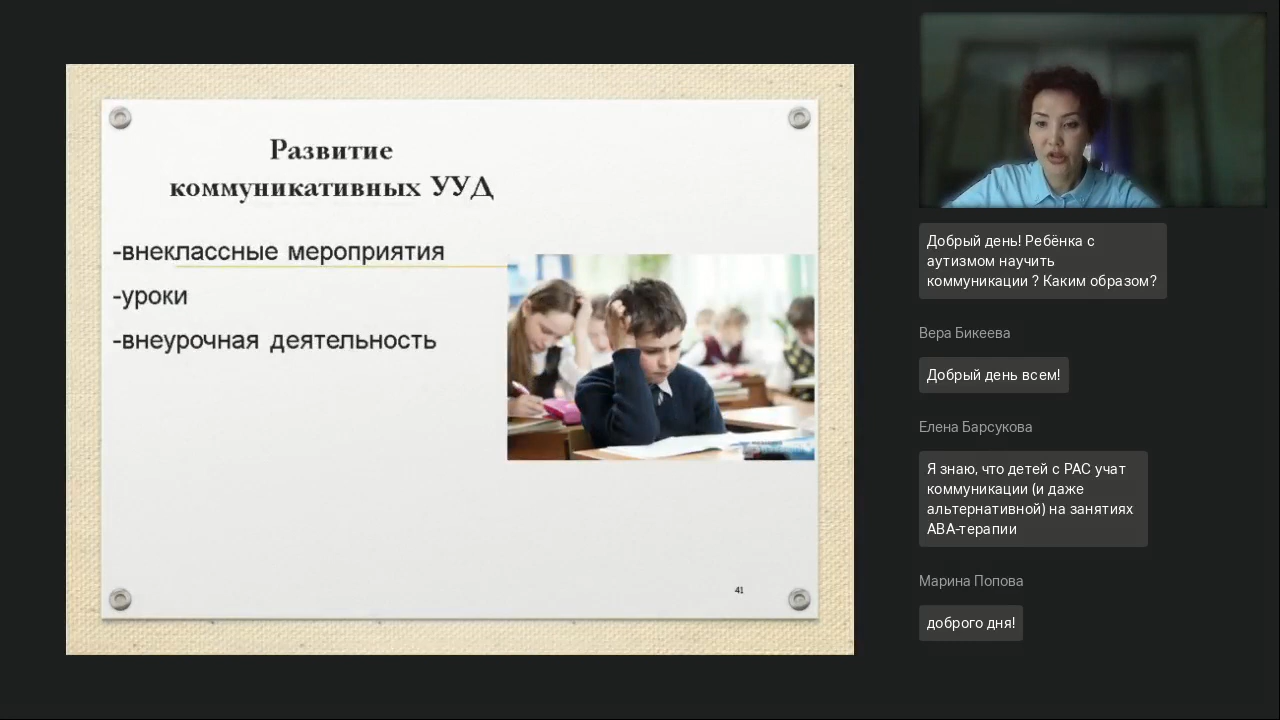 Развитие
коммуникативных УУД
-внеклассные мероприятия
-уроки
-внеурочная деятельность
41
Добрый день! Ребёнка с
аутизмом научить
коммуникации ? Каким образом?
Вера Бикеева
Добрый день всем!
Елена Барсукова
Я знаю, что детей с РАС учат
коммуникации (и даже
альтернативной) на занятиях
АВА-терапии
Марина Попова
доброго дня!